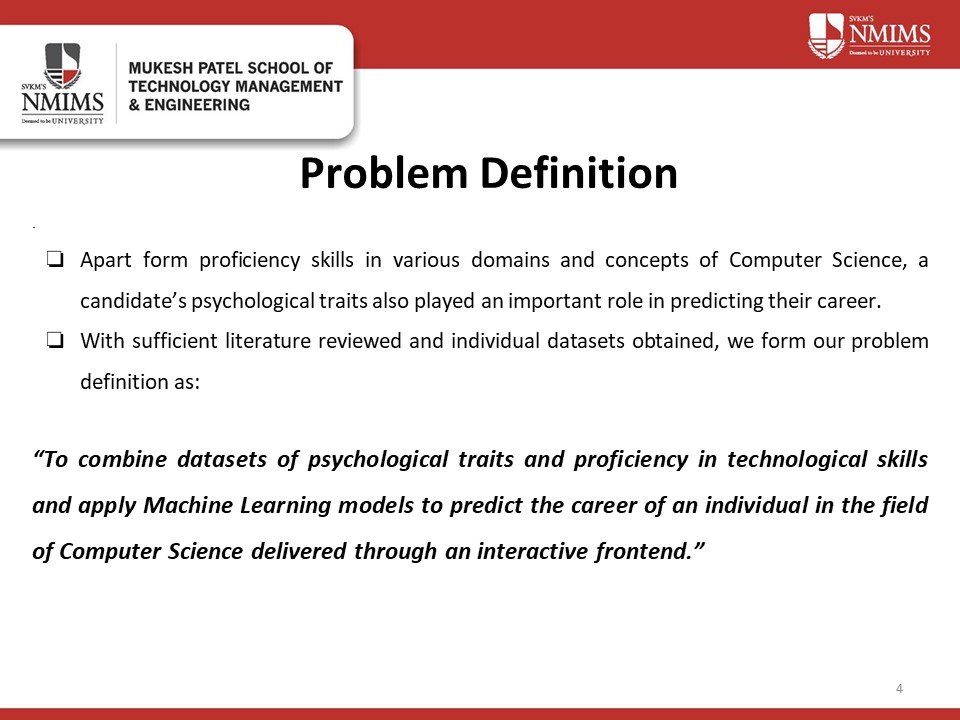 SVKM'S
NMIMS
Deemed to be UNIVERSITY
SVKM'S
NMIMS
Deemed to be UNIVERSITY
MUKESH PATEL SCHOOL OF
TECHNOLOGY MANAGEMENT
& ENGINEERING
Problem Definition
.
❏ Apart form proficiency skills in various domains and concepts of Computer Science, a
candidate’s psychological traits also played an important role in predicting their career.
❏ With sufficient literature reviewed and individual datasets obtained, we form our problem
definition as:
“To combine datasets of psychological traits and proficiency in technological skills
and apply Machine Learning models to predict the career of an individual in the field
of Computer Science delivered through an interactive frontend.”
4